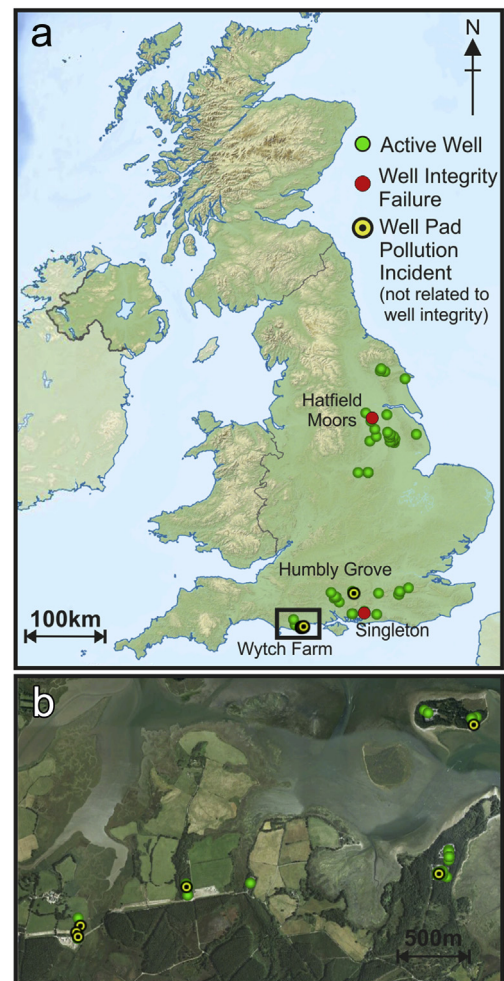 a
N
Active Well
Well Integrity
Failure
Well Pad
Pollution
Incident
(not related to
well integrity)
Hatfield
Moors
Humbly Grove
100km
Singleton
Wytch Farm
b
500m